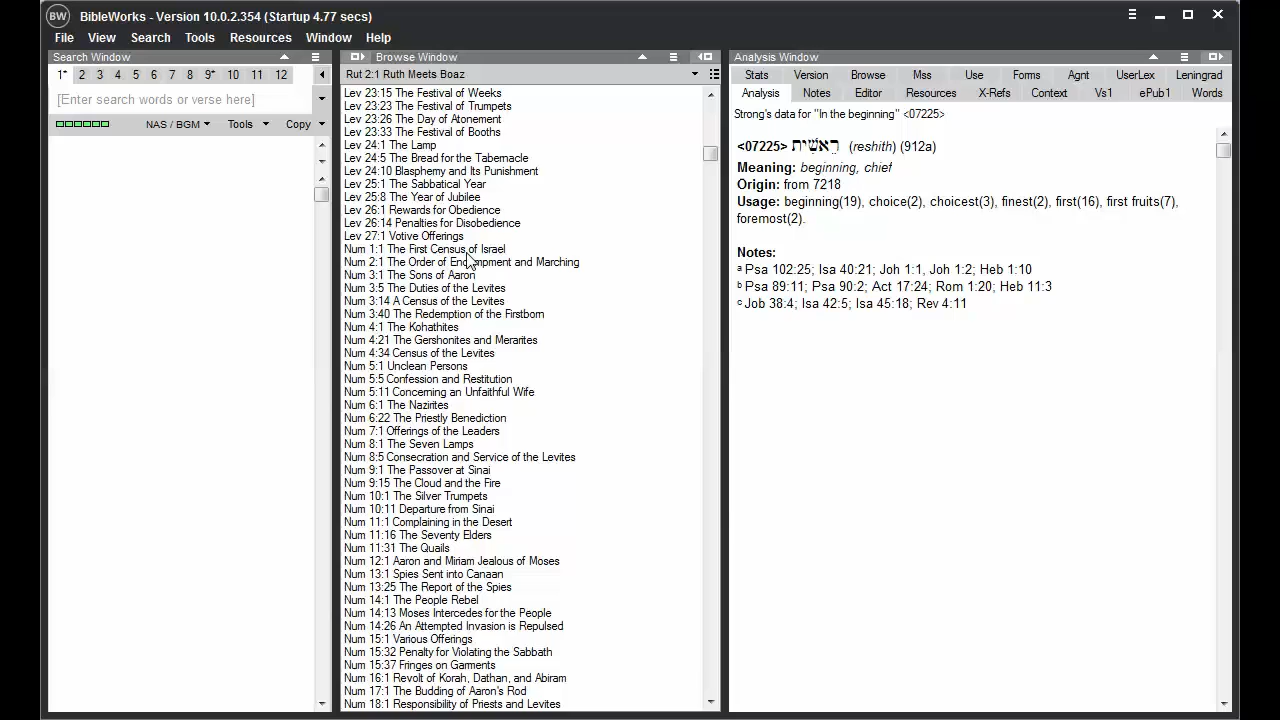 BW BibleWorks - Version 10.0.2.354 (Startup 4.77 secs)
File View Search Tools Resources Window Help
Search Window
1* 2 3 4 5 6 7 8 9* 10 11 12
[Enter search words or verse here]
NAS / BGM Tools Copy
Browse Window
Rut 2:1 Ruth Meets Boaz
Lev 23:15 The Festival of Weeks
Lev 23:23 The Festival of Trumpets
Lev 23:26 The Day of Atonement
Lev 23:33 The Festival of Booths
Lev 24:1 The Lamp
Lev 24:5 The Bread for the Tabernacle
Lev 24:10 Blasphemy and Its Punishment
Lev 25:1 The Sabbatical Year
Lev 25:8 The Year of Jubilee
Lev 26:1 Rewards for Obedience
Lev 26:14 Penalties for Disobedience
Lev 27:1 Votive Offerings
Num 1:1 The First Census of Israel
Num 2:1 The Order of Encampment and Marching
Num 3:1 The Sons of Aaron
Num 3:5 The Duties of the Levites
Num 3:14 A Census of the Levites
Num 3:40 The Redemption of the Firstborn
Num 4:1 The Kohathites
Num 4:21 The Gershonites and Merarites
Num 4:34 Census of the Levites
Num 5:1 Unclean Persons
Num 5:5 Confession and Restitution
Num 5:11 Concerning an Unfaithful Wife
Num 6:1 The Nazirites
Num 6:22 The Priestly Benediction
Num 7:1 Offerings of the Leaders
Num 8:1 The Seven Lamps
Num 8:5 Consecration and Service of the Levites
Num 9:1 The Passover at Sinai
Num 9:15 The Cloud and the Fire
Num 10:1 The Silver Trumpets
Num 10:11 Departure from Sinai
Num 11:1 Complaining in the Desert
Num 11:16 The Seventy Elders
Num 11:31 The Quails
Num 12:1 Aaron and Miriam Jealous of Moses
Num 13:1 Spies Sent into Canaan
Num 13:25 The Report of the Spies
Num 14:1 The People Rebel
Num 14:13 Moses Intercedes for the People
Num 14:26 An Attempted Invasion is Repulsed
Num 15:1 Various Offerings
Num 15:32 Penalty for Violating the Sabbath
Num 15:37 Fringes on Garments
Num 16:1 Revolt of Korah, Dathan, and Abiram
Num 17:1 The Budding of Aaron's Rod
Num 18:1 Responsibility of Priests and Levites
Analysis Window
Stats Version Browse Mss Use Forms Agnt UserLex Leningrad
Analysis Notes Editor Resources X-Refs Context Vs1 ePub1 Words
Strong's data for "In the beginning" <07225>
<07225> רֵאשִׁית (reshith) (912a)
Meaning: beginning, chief
Origin: from 7218
Usage: beginning(19), choice(2), choicest(3), finest(2), first(16), first fruits(7),
foremost(2).
Notes:
a Psa 102:25; Isa 40:21; Joh 1:1, Joh 1:2; Heb 1:10
b Psa 89:11; Psa 90:2; Act 17:24; Rom 1:20; Heb 11:3
c Job 38:4; Isa 42:5; Isa 45:18; Rev 4:11